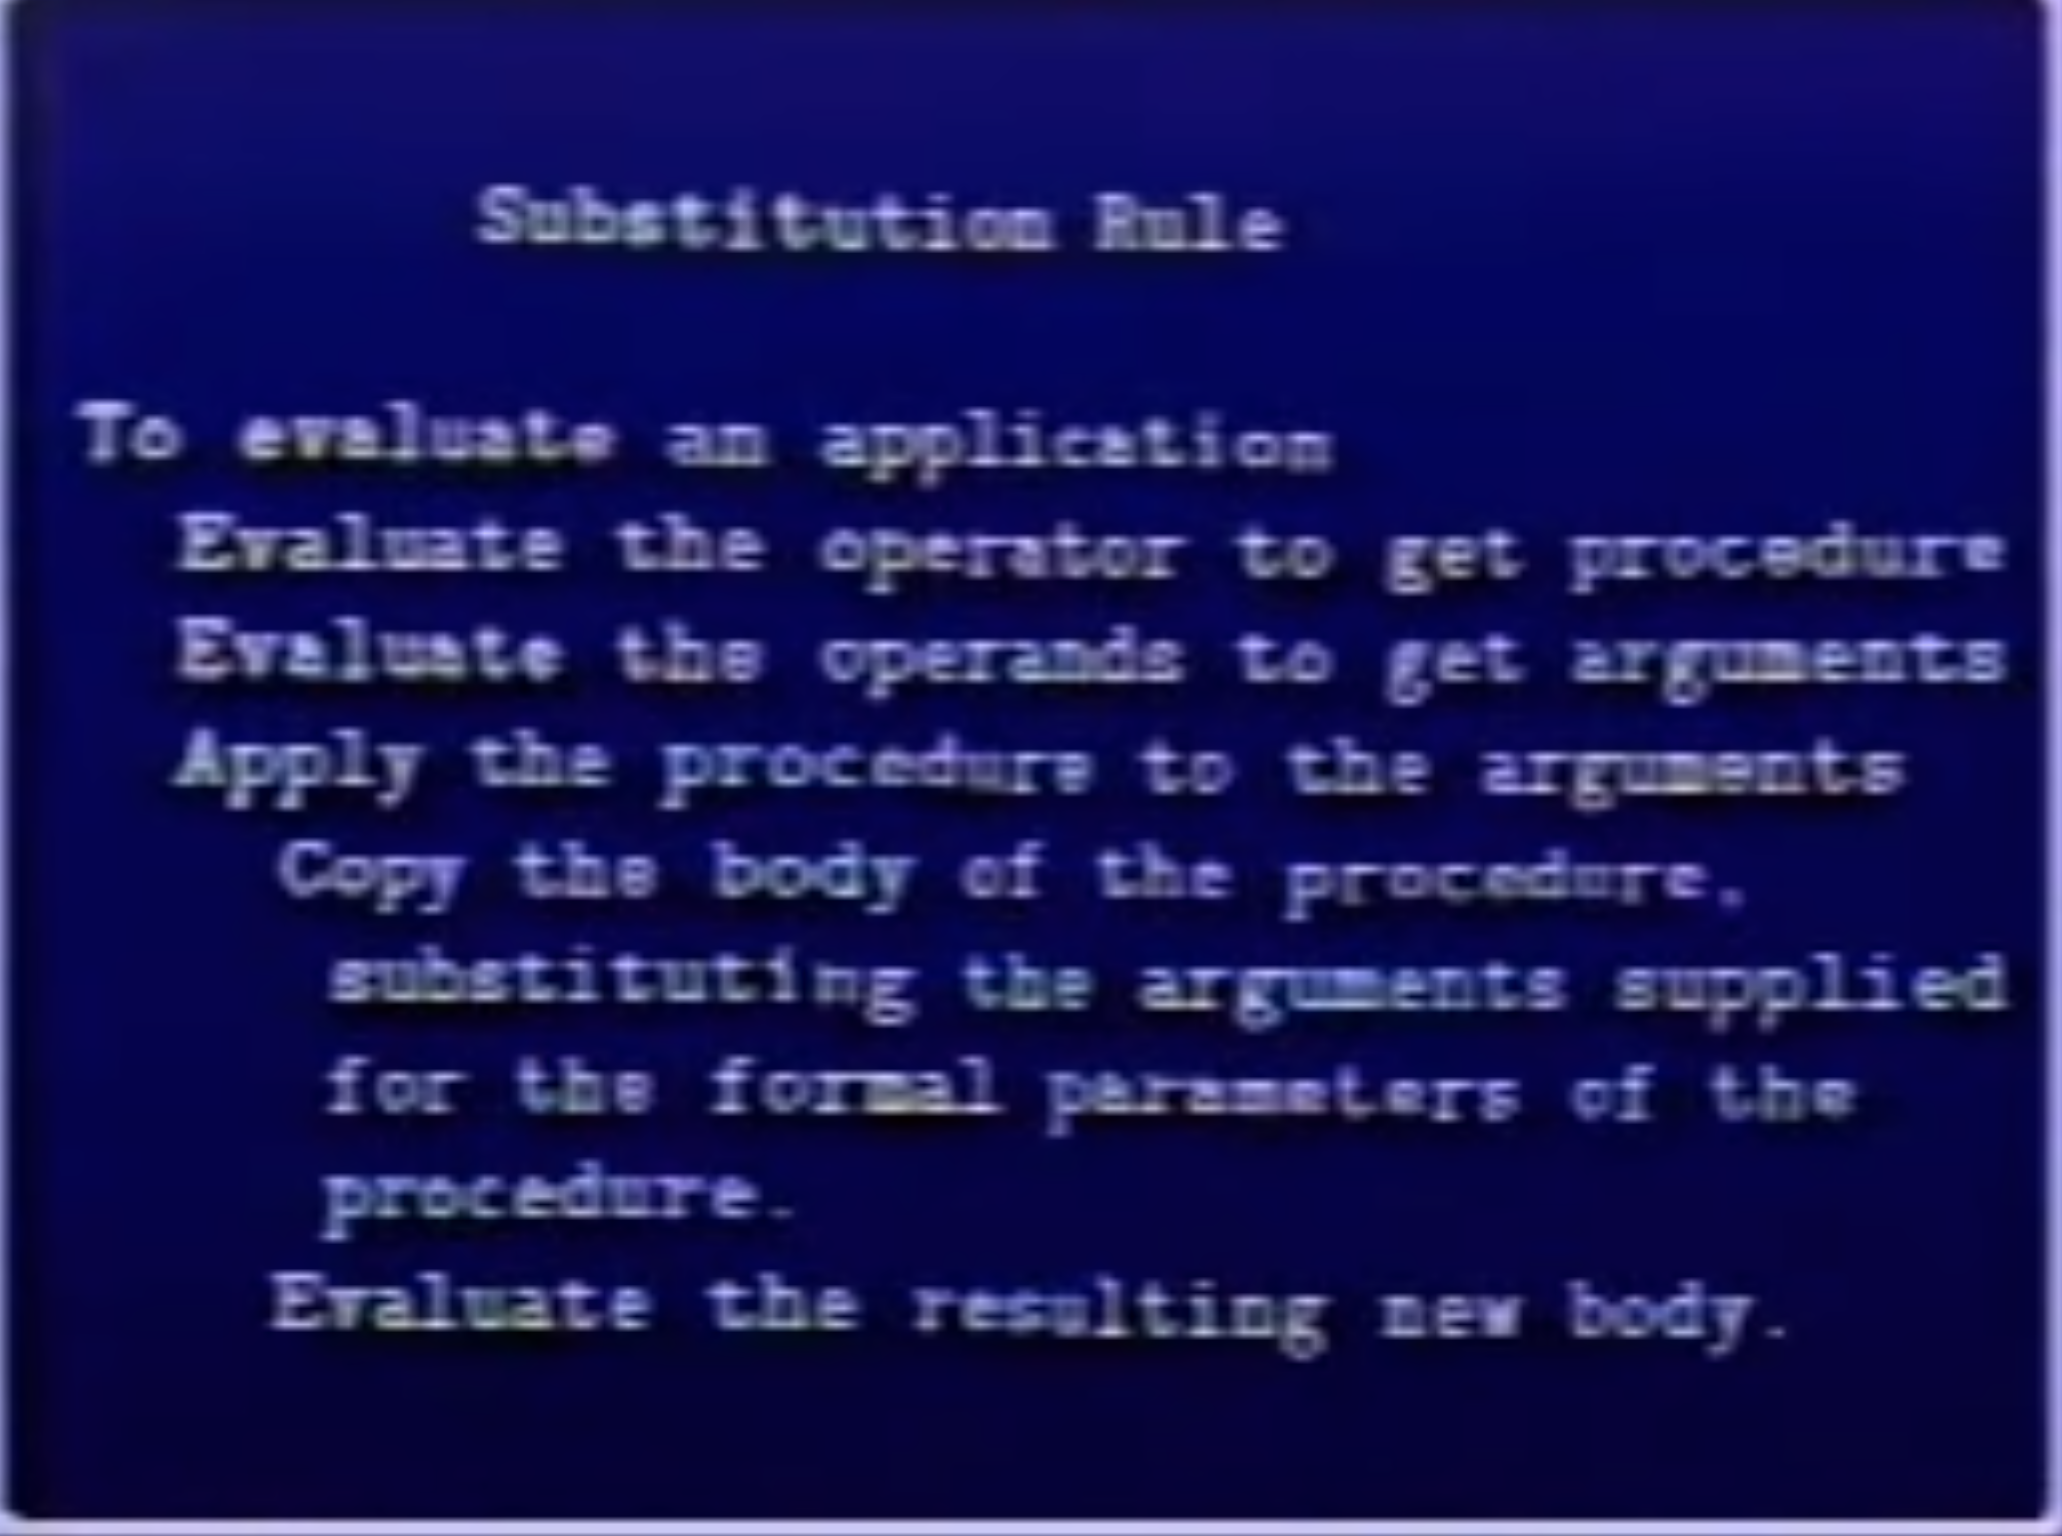 Substitution Rule
To evaluate an application
Evaluate the operator to get procedure
Evaluate the operands to get arguments
Apply the procedure to the arguments
Copy the body of the procedure,
substituting the arguments supplied
for the formal parameters of the
procedure.
Evaluate the resulting new body.